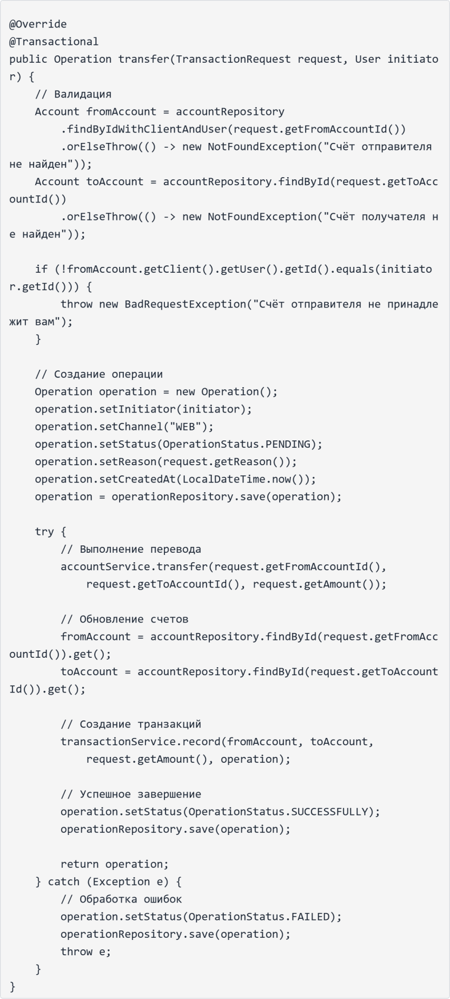 @Override
@Transactional
public Operation transfer(TransactionRequest request, User initiato
r) {
    // Валидация
    Account fromAccount = accountRepository
        .findByIdWithClientAndUser(request.getFromAccountId())
        .orElseThrow(() -> new NotFoundException("Счёт отправителя
не найден"));
    Account toAccount = accountRepository.findById(request.getToAcc
ountId())
        .orElseThrow(() -> new NotFoundException("Счёт получателя н
е найден"));

    if (!fromAccount.getClient().getUser().getId().equals(initiato
r.getId())) {
        throw new BadRequestException("Счёт отправителя не принадле
жит вам");
    }

    // Создание операции
    Operation operation = new Operation();
    operation.setInitiator(initiator);
    operation.setChannel("WEB");
    operation.setStatus(OperationStatus.PENDING);
    operation.setReason(request.getReason());
    operation.setCreatedAt(LocalDateTime.now());
    operation = operationRepository.save(operation);

    try {
        // Выполнение перевода
        accountService.transfer(request.getFromAccountId(),
            request.getToAccountId(), request.getAmount());

        // Обновление счетов
        fromAccount = accountRepository.findById(request.getFromAcc
ountId()).get();
        toAccount = accountRepository.findById(request.getToAccount
Id()).get();

        // Создание транзакций
        transactionService.record(fromAccount, toAccount,
            request.getAmount(), operation);

        // Успешное завершение
        operation.setStatus(OperationStatus.SUCCESSFULLY);
        operationRepository.save(operation);

        return operation;
    } catch (Exception e) {
        // Обработка ошибок
        operation.setStatus(OperationStatus.FAILED);
        operationRepository.save(operation);
        throw e;
    }
}